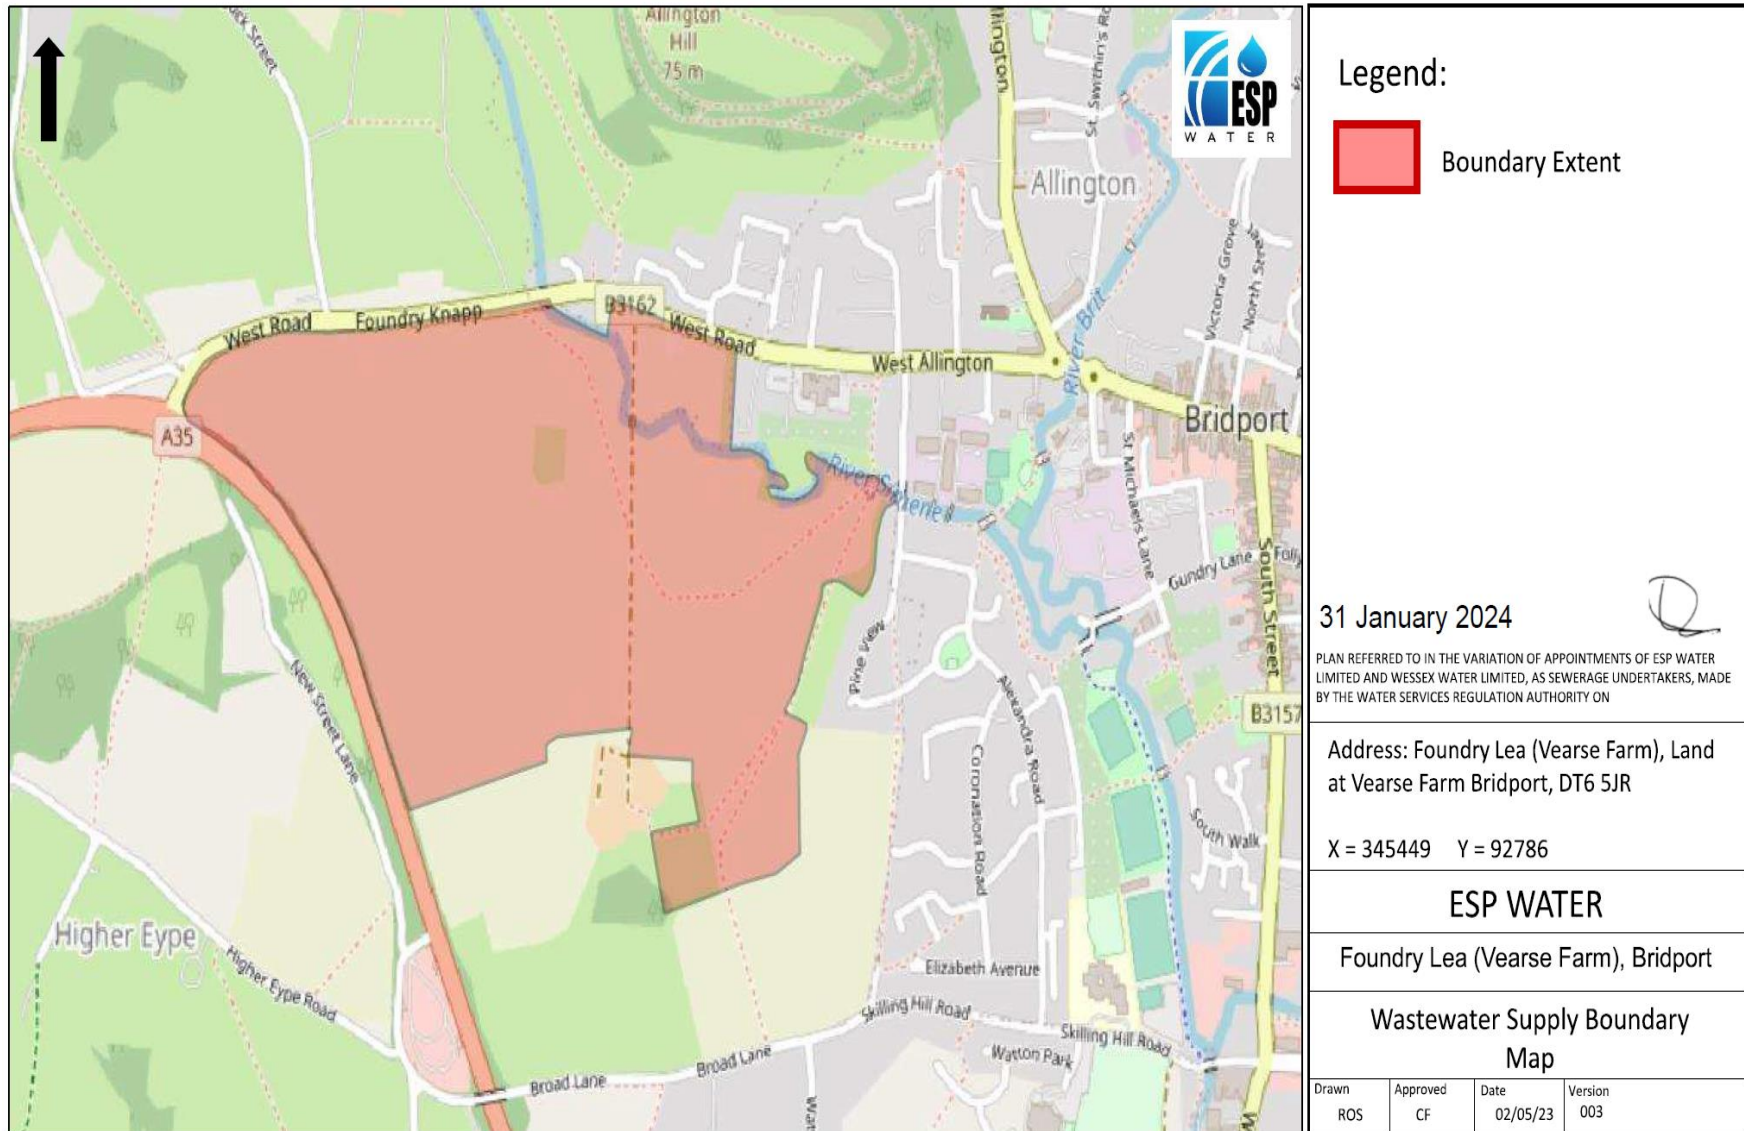 Allington
Hill
75 m
St Swithin's Ro
ESP
WATER
Allington
Victoria Grove
North Street
B3162
West Road
Foundry Knapp
West Road
West Allington
River Brit
Bridport
A35
River Simene
St Michaels Lane
Gundry Lane
Folly
South Street
Pine View
New Street Lane
Alexandra Road
Coronation Road
B3157
South Walk
Higher Eype
Higher Eype Road
Elizabeth Avenue
Skilling Hill Road
Skilling Hill Road
Watton Park
Broad Lane
Broad Lane
Wat
Legend:
Boundary Extent
31 January 2024
PLAN REFERRED TO IN THE VARIATION OF APPOINTMENTS OF ESP WATER
LIMITED AND WESSEX WATER LIMITED, AS SEWERAGE UNDERTAKERS, MADE
BY THE WATER SERVICES REGULATION AUTHORITY ON
Address: Foundry Lea (Vearse Farm), Land
at Vearse Farm Bridport, DT6 5JR
X = 345449 Y = 92786
ESP WATER
Foundry Lea (Vearse Farm), Bridport
Wastewater Supply Boundary
Map
Drawn Approved Date Version
ROS CF 02/05/23 003